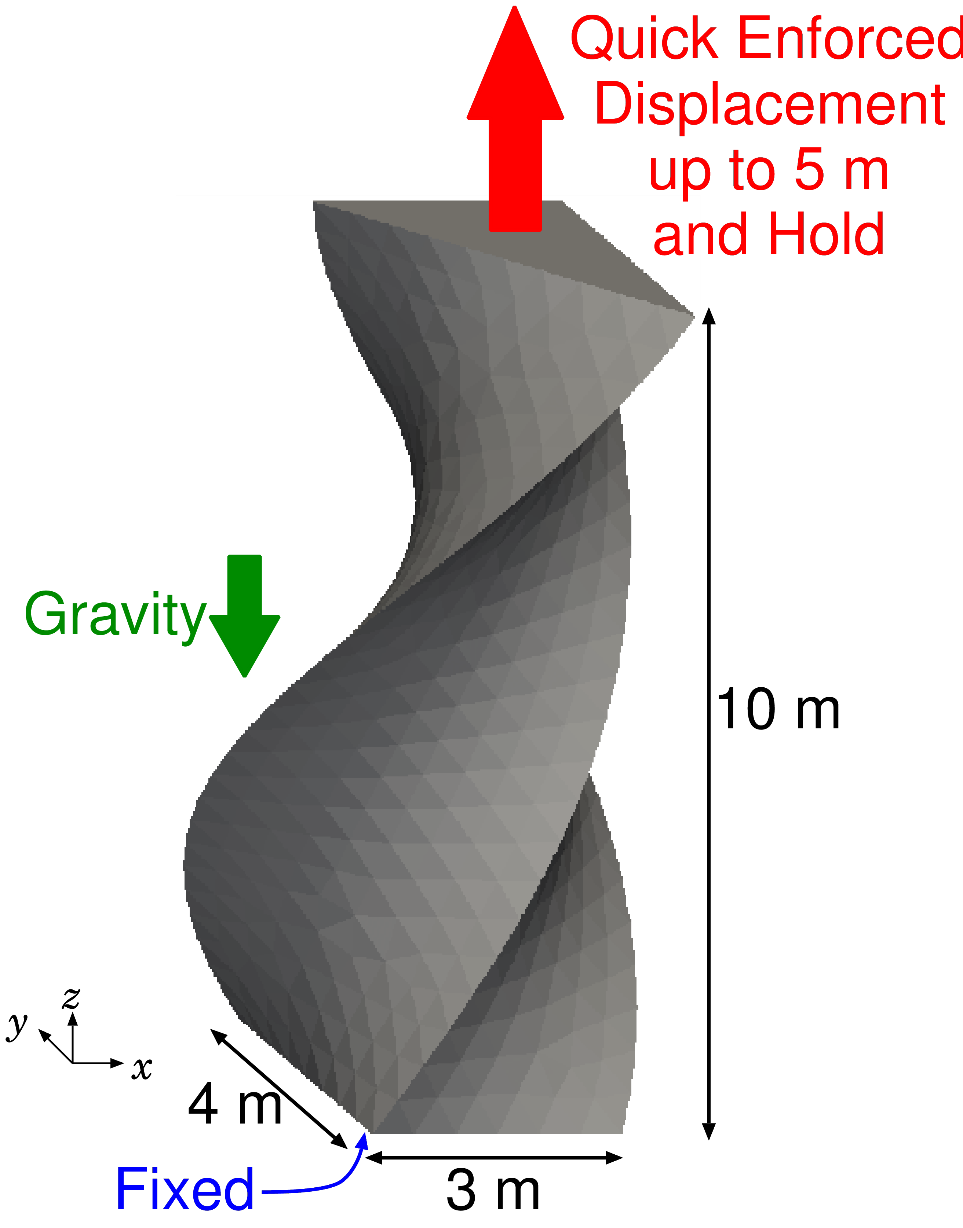 Quick Enforced
Displacement
up to 5 m
and Hold
Gravity
10 m
z
y
x
4 m
Fixed
3 m